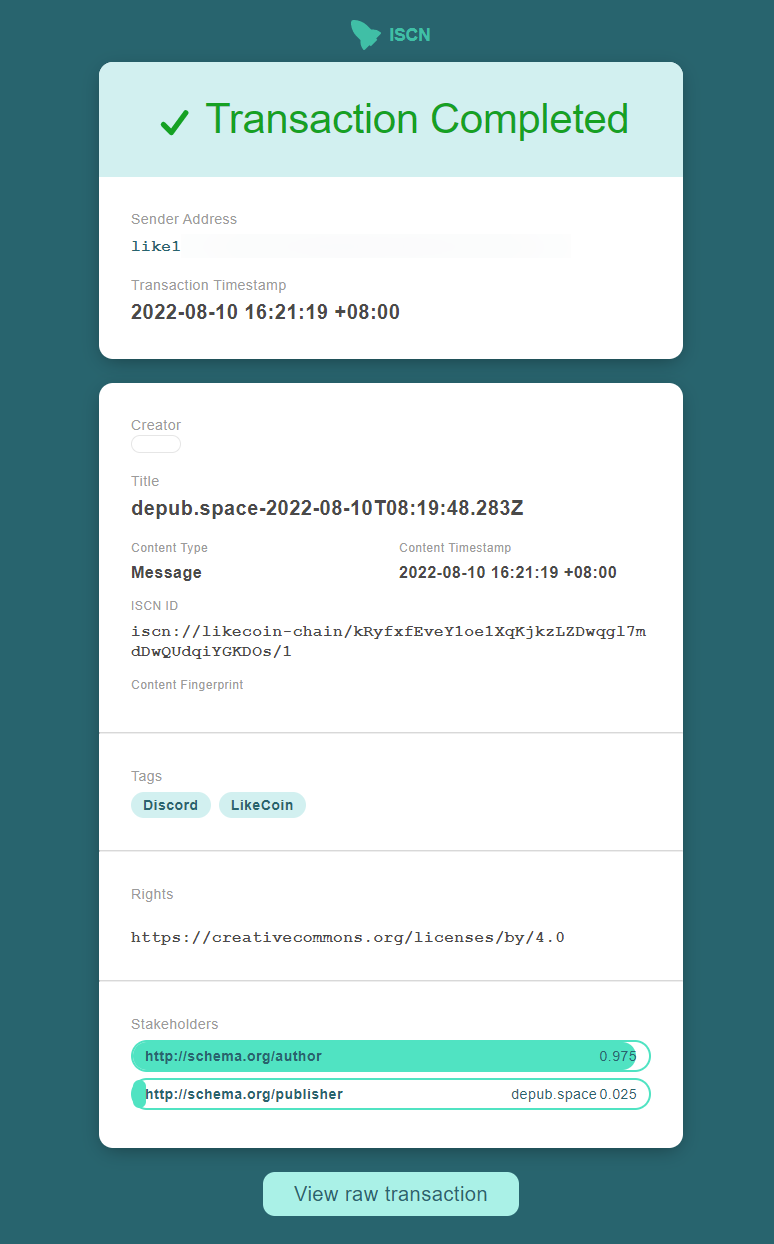 ISCN
Transaction Completed
Sender Address
like1
Transaction Timestamp
2022-08-10 16:21:19 +08:00
Creator
Title
depub.space-2022-08-10T08:19:48.283Z
Content Type
Content Timestamp
Message
2022-08-10 16:21:19 +08:00
ISCN ID
iscn://likecoin-chain/kRyfxfEveY1oe1XqKjkzLZDwqgl7m
dDwQUdqiYGKDOs/1
Content Fingerprint
Tags
Discord LikeCoin
Rights
https://creativecommons.org/licenses/by/4.0
Stakeholders
http://schema.org/author 0.975
http://schema.org/publisher depub.space 0.025
View raw transaction